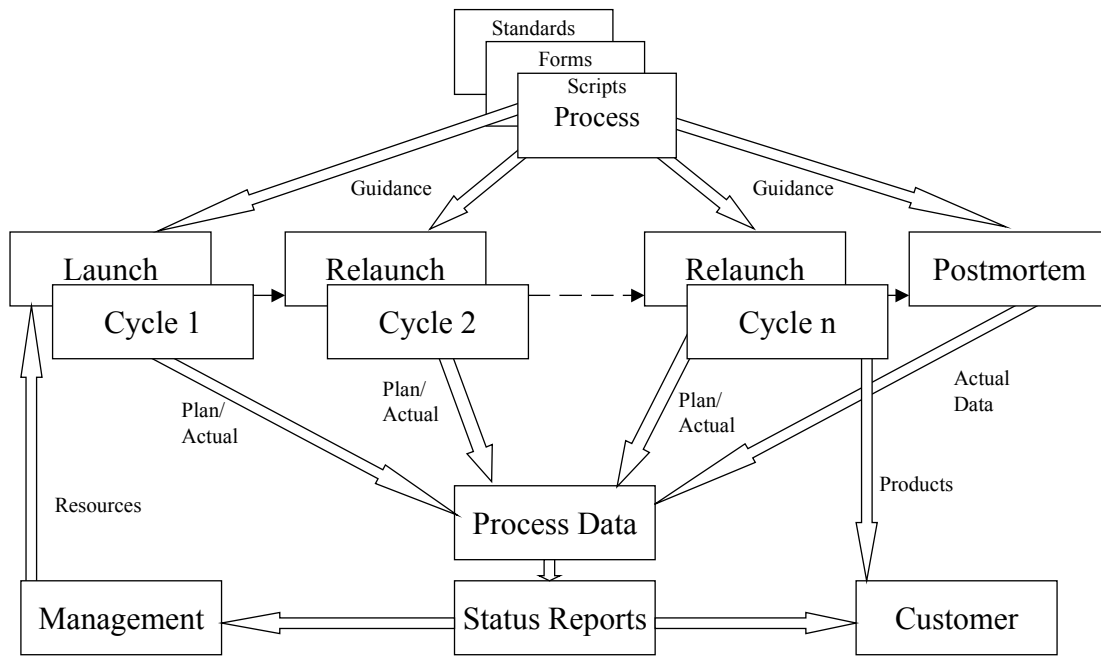 Standards
Forms
Scripts
Process
Guidance
Guidance
Launch
Relaunch
Relaunch
Postmortem
Cycle 1
Cycle 2
Cycle n
Plan/
Actual
Plan/
Actual
Plan/
Actual
Actual
Data
Resources
Process Data
Products
Management
Status Reports
Customer